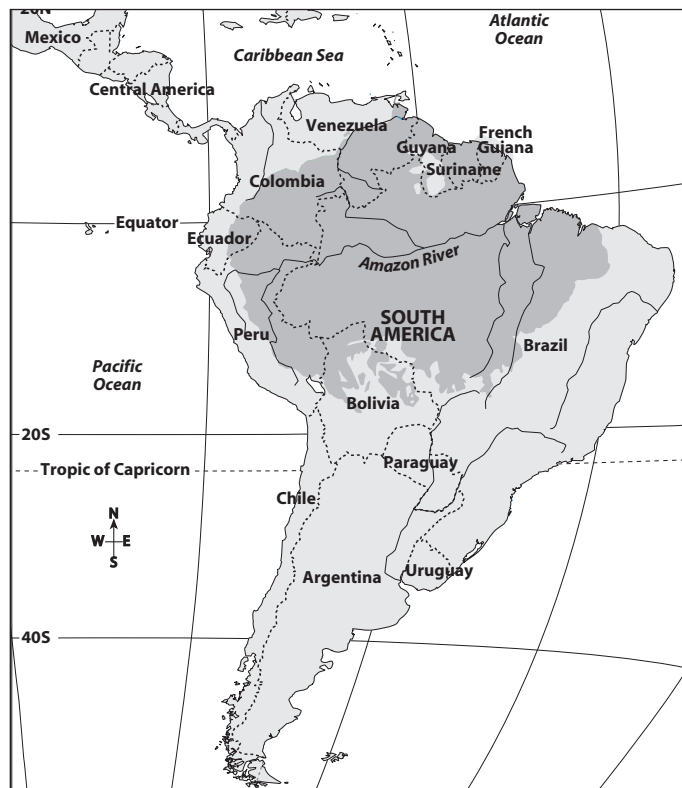 20N
Mexico
Atlantic
Ocean
Caribbean Sea
Central America
Venezuela
Guyana
French
Guiana
Suriname
Colombia
Equator
Ecuador
Amazon River
SOUTH
AMERICA
Peru
Brazil
Pacific
Ocean
Bolivia
20S
Tropic of Capricorn
Paraguay
Chile
N
W E
S
Argentina
Uruguay
40S